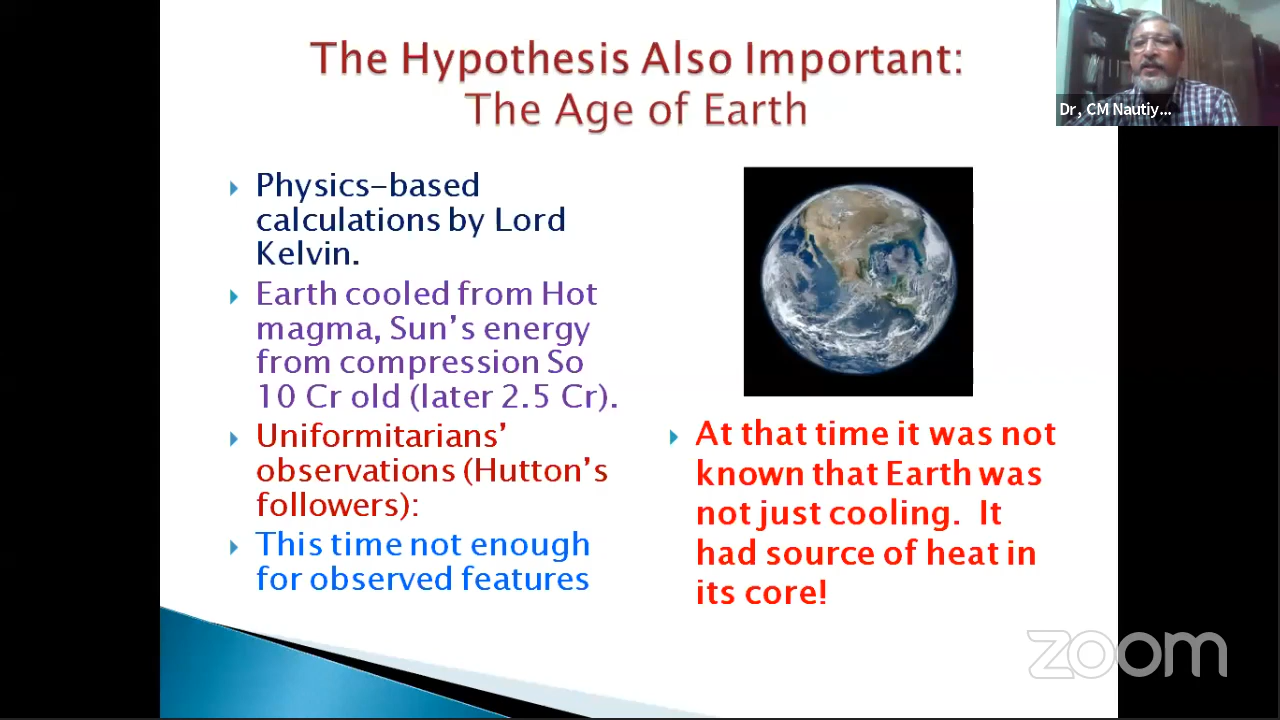 The Hypothesis Also Important:
The Age of Earth
Dr, CM Nautiy...
Physics-based
calculations by Lord
Kelvin.
Earth cooled from Hot
magma, Sun's energy
from compression So
10 Cr old (later 2.5 Cr).
Uniformitarians'
observations (Hutton's
followers):
This time not enough
for observed features
At that time it was not
known that Earth was
not just cooling.  It
had source of heat in
its core!
zoom